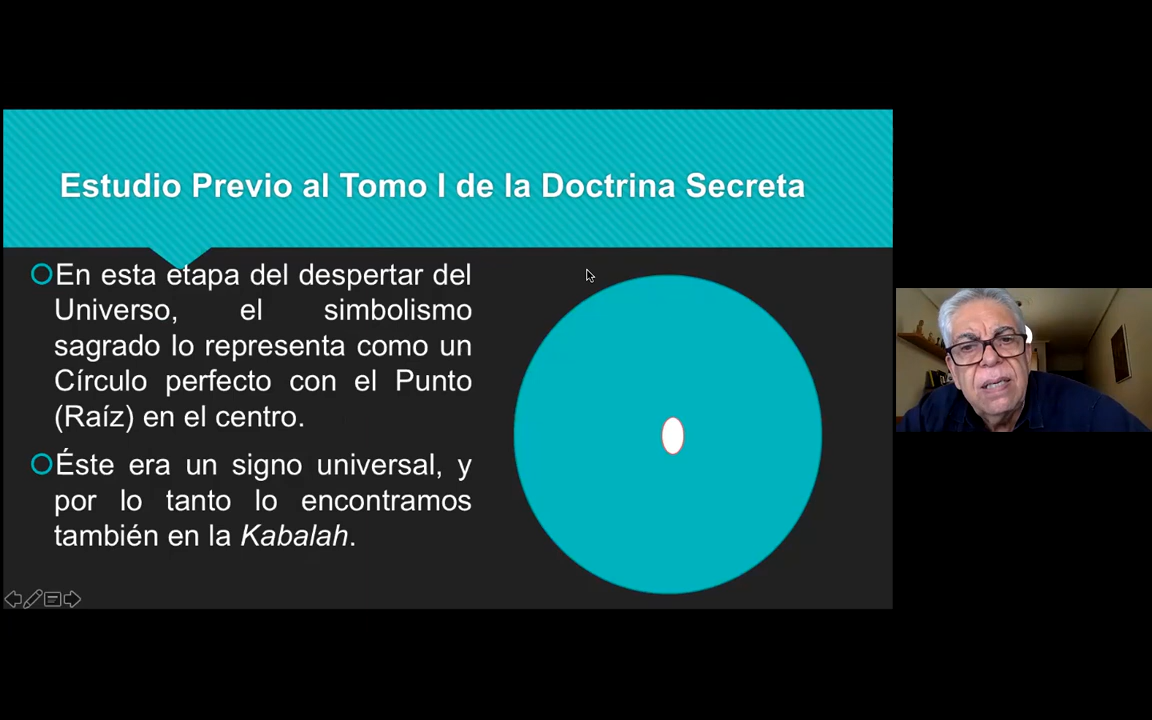 Estudio Previo al Tomo I de la Doctrina Secreta
En esta etapa del despertar del
Universo, el simbolismo
sagrado lo representa como un
Círculo perfecto con el Punto
(Raíz) en el centro.
Éste era un signo universal, y
por lo tanto lo encontramos
también en la Kabalah.